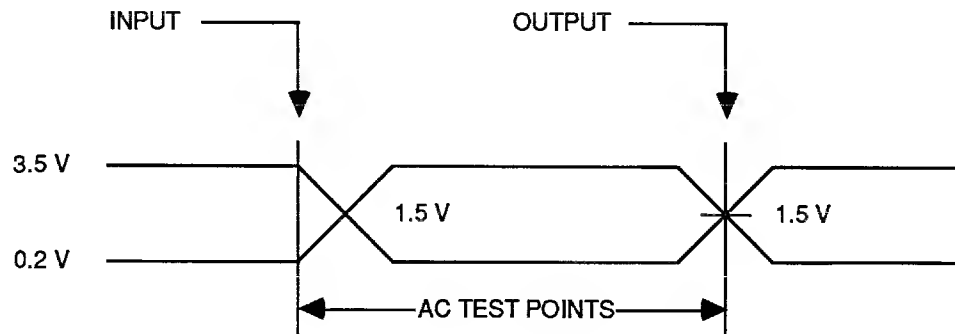 INPUT
OUTPUT
3.5 V
1.5 V
1.5 V
0.2 V
AC TEST POINTS